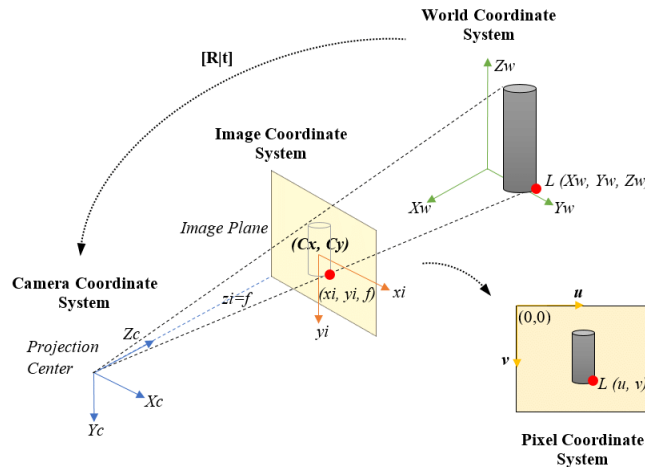 World Coordinate
System
[R|t]
Zw
Image Coordinate
System
L (Xw, Yw, Zw)
Xw
Yw
Image Plane
(Cx, Cy)
Camera Coordinate
System
zi=f
(xi, yi, f)
xi
yi
u
(0,0)
Zc
Projection
Center
v
L (u, v)
Xc
Yc
Pixel Coordinate
System